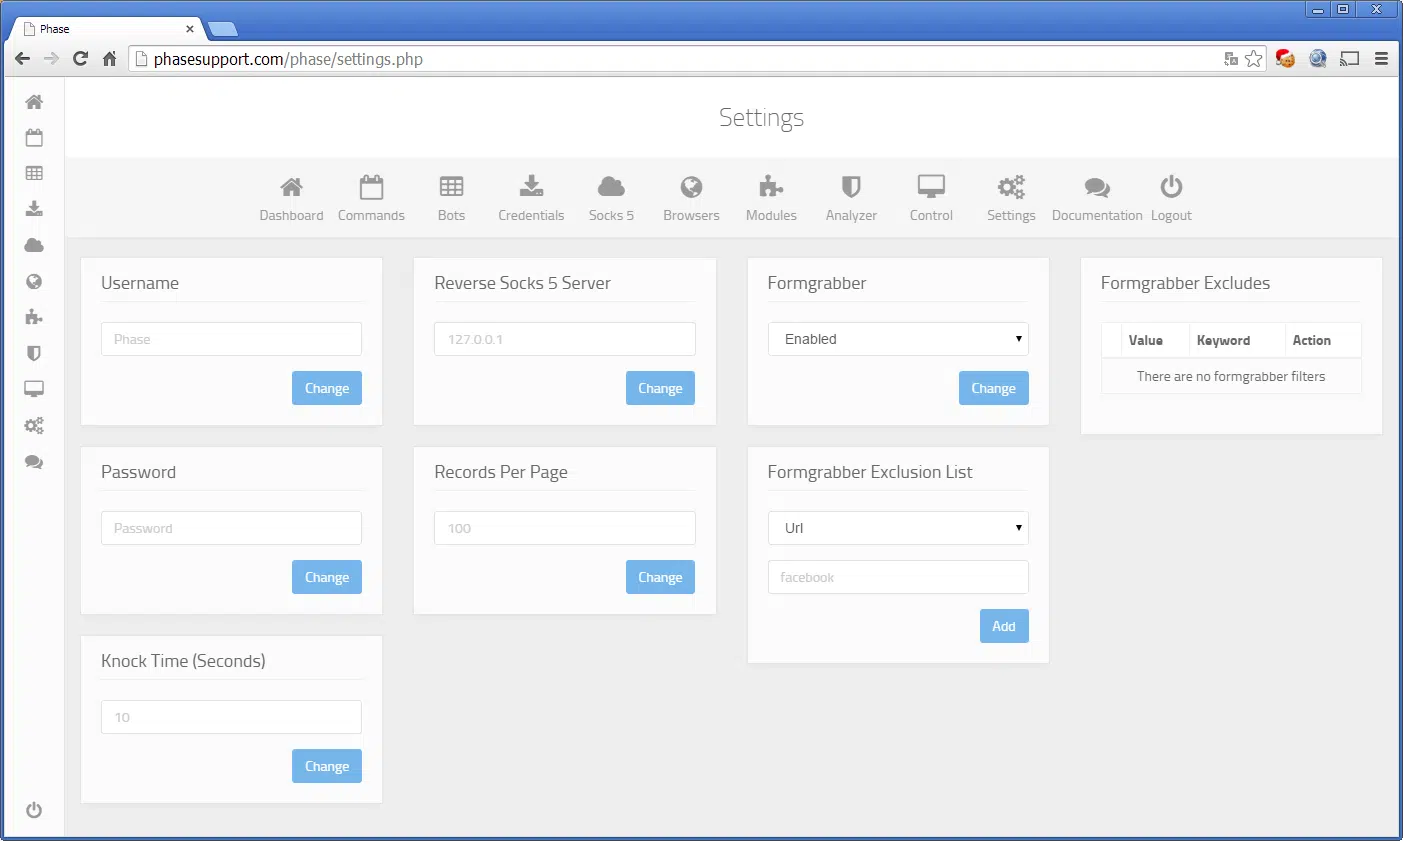 Phase
phasesupport.com/phase/settings.php
Settings
Dashboard Commands Bots Credentials Socks 5 Browsers Modules Analyzer Control Settings Documentation Logout
Username
Phase
Change
Password
Password
Change
Knock Time (Seconds)
10
Change
Reverse Socks 5 Server
127.0.0.1
Change
Records Per Page
100
Change
Formgrabber
Enabled
Change
Formgrabber Exclusion List
Url
facebook
Add
Formgrabber Excludes
Value Keyword Action
There are no formgrabber filters